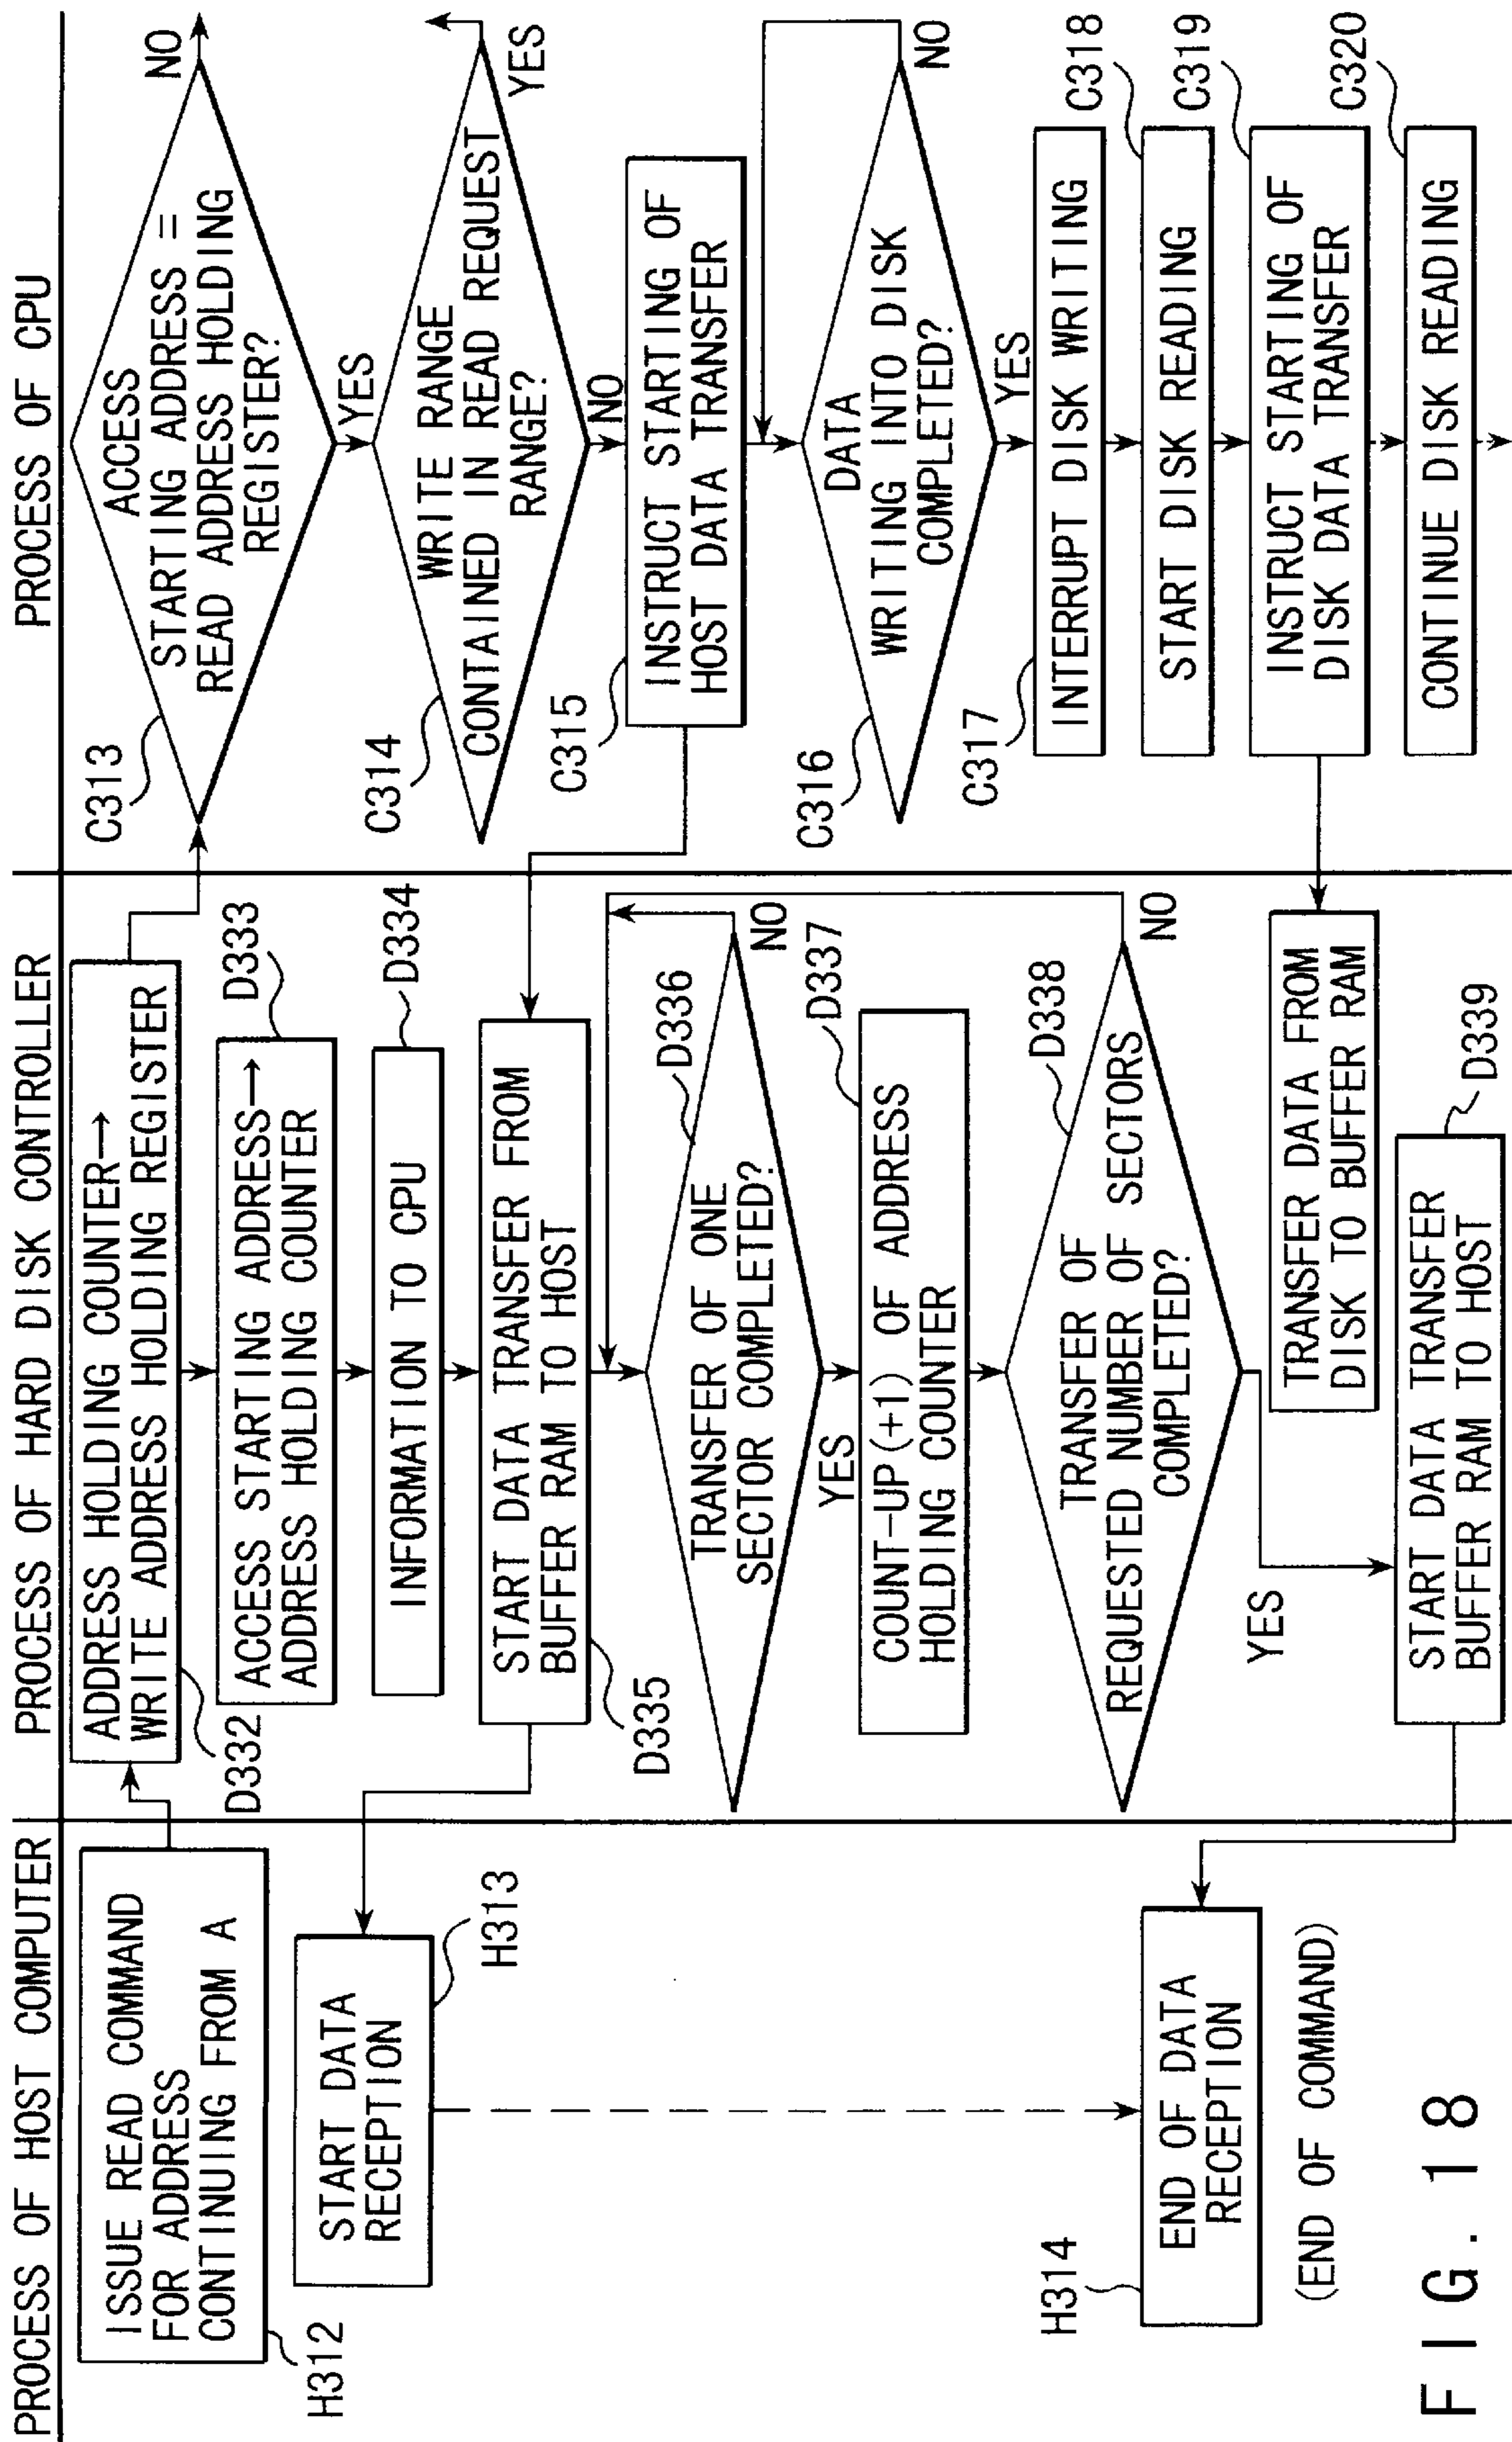 PROCESS OF HOST COMPUTER
ISSUE READ COMMAND
FOR ADDRESS
CONTINUING FROM A
H312
START DATA
RECEPTION
H313
H314
END OF DATA
RECEPTION
(END OF COMMAND)
PROCESS OF HARD DISK CONTROLLER
ADDRESS HOLDING COUNTER→
WRITE ADDRESS HOLDING REGISTER
D332
ACCESS STARTING ADDRESS→
ADDRESS HOLDING COUNTER
D333
INFORMATION TO CPU
D334
START DATA TRANSFER FROM
BUFFER RAM TO HOST
D335
TRANSFER OF ONE
SECTOR COMPLETED?
D336
NO
YES
COUNT-UP(+1) OF ADDRESS
HOLDING COUNTER
D337
TRANSFER OF
REQUESTED NUMBER OF SECTORS
COMPLETED?
D338
NO
YES
TRANSFER DATA FROM
DISK TO BUFFER RAM
START DATA TRANSFER
BUFFER RAM TO HOST
D339
PROCESS OF CPU
C313
ACCESS
STARTING ADDRESS =
READ ADDRESS HOLDING
REGISTER?
NO
YES
C314
WRITE RANGE
CONTAINED IN READ REQUEST
RANGE?
YES
NO
C315
INSTRUCT STARTING OF
HOST DATA TRANSFER
C316
DATA
WRITING INTO DISK
COMPLETED?
NO
YES
C317
INTERRUPT DISK WRITING
START DISK READING
C318
INSTRUCT STARTING OF
DISK DATA TRANSFER
C319
CONTINUE DISK READING
C320
FIG. 18